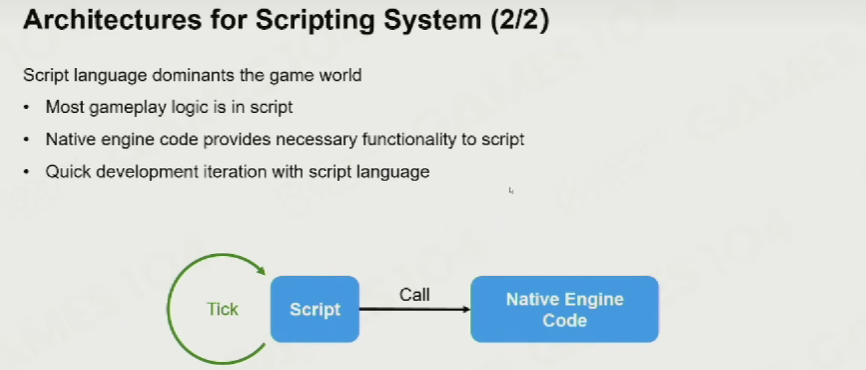 Architectures for Scripting System (2/2)
Script language dominants the game world
• Most gameplay logic is in script
• Native engine code provides necessary functionality to script
• Quick development iteration with script language
Tick
Script
Call
Native Engine
Code